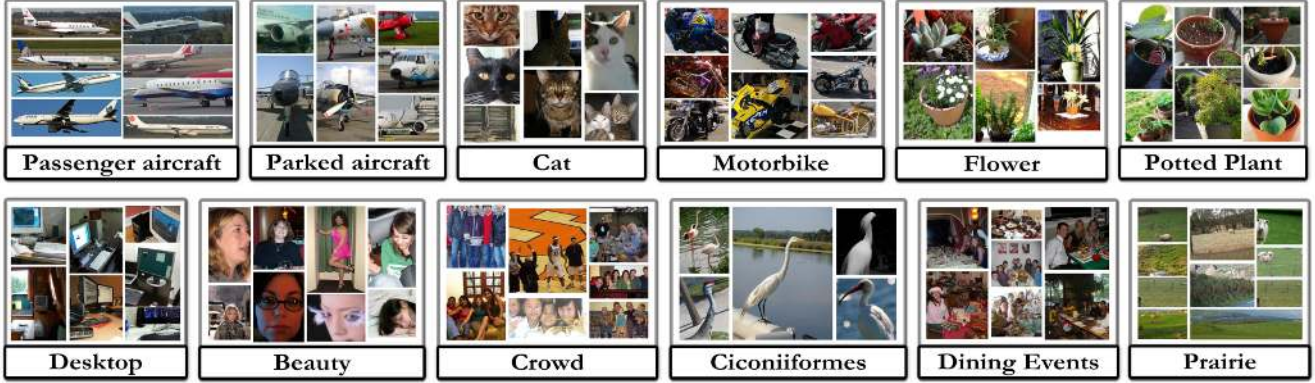 Passenger aircraft
Parked aircraft
Cat
Motorbike
Flower
Potted Plant
Desktop
Beauty
Crowd
Ciconiiformes
Dining Events
Prairie